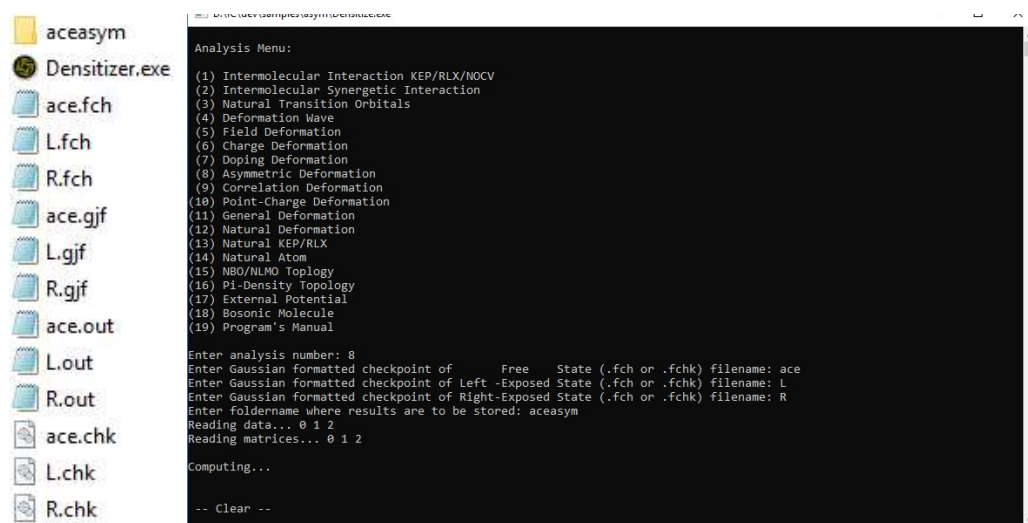 aceasym
Densitizer.exe
ace.fch
L.fch
R.fch
ace.gjf
L.gjf
R.gjf
ace.out
L.out
R.out
ace.chk
L.chk
R.chk
Analysis Menu:
(1) Intermolecular Interaction KEP/RLX/NOCV
(2) Intermolecular Synergetic Interaction
(3) Natural Transition Orbitals
(4) Deformation Wave
(5) Field Deformation
(6) Charge Deformation
(7) Doping Deformation
(8) Asymmetric Deformation
(9) Correlation Deformation
(10) Point-Charge Deformation
(11) General Deformation
(12) Natural Deformation
(13) Natural KEP/RLX
(14) Natural Atom
(15) NBO/NLMO Toplogy
(16) Pi-Density Topology
(17) External Potential
(18) Bosonic Molecule
(19) Program's Manual
Enter analysis number: 8
Enter Gaussian formatted checkpoint of Free State (.fch or .fchk) filename: ace
Enter Gaussian formatted checkpoint of Left -Exposed State (.fch or .fchk) filename: L
Enter Gaussian formatted checkpoint of Right-Exposed State (.fch or .fchk) filename: R
Enter foldername where results are to be stored: aceasym
Reading data... 0 1 2
Reading matrices... 0 1 2
Computing...
-- Clear --